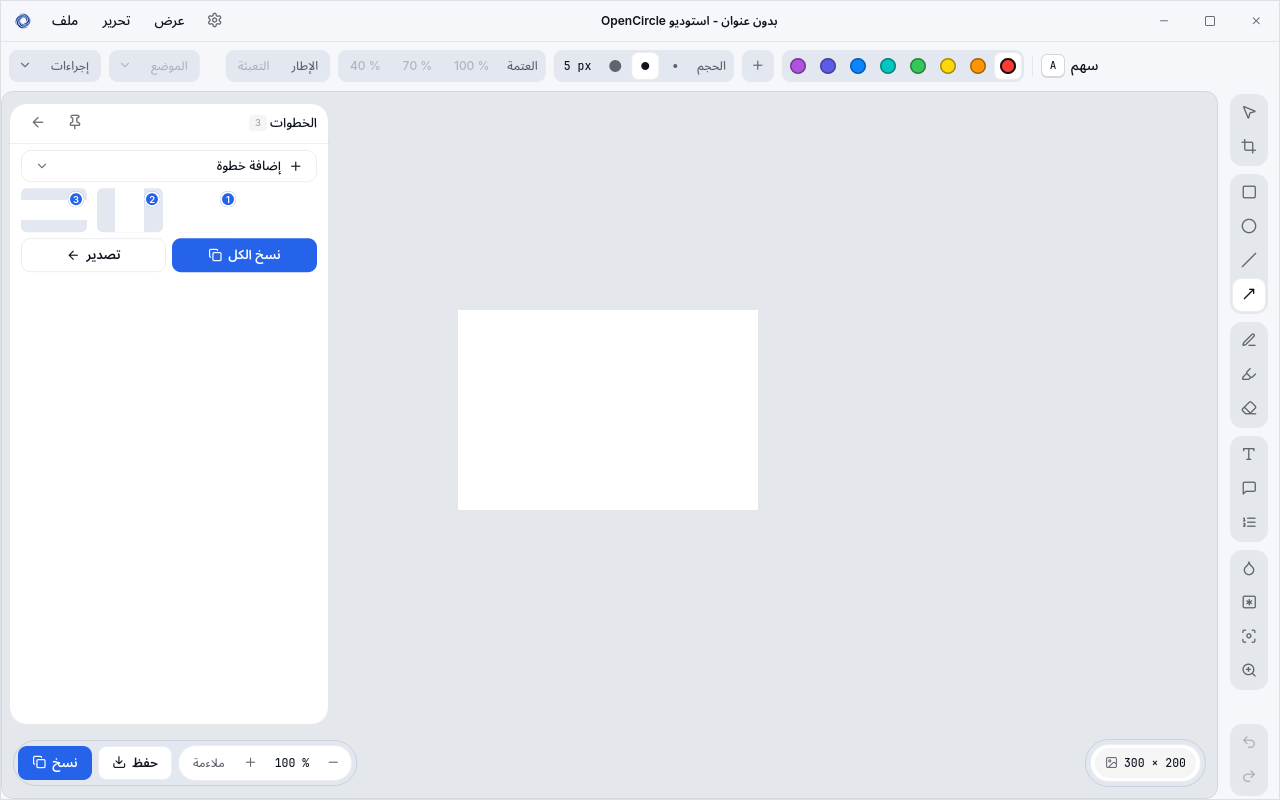 ملف تحرير عرض بدون عنوان - استوديو OpenCircle
سهم A الحجم 5 px العتمة 100 % 70 % 40 % الإطار التعبئة الموضع إجراءات
الخطوات 3
إضافة خطوة
1 2 3
نسخ الكل تصدير
300 × 200
100 % ملاءمة حفظ نسخ